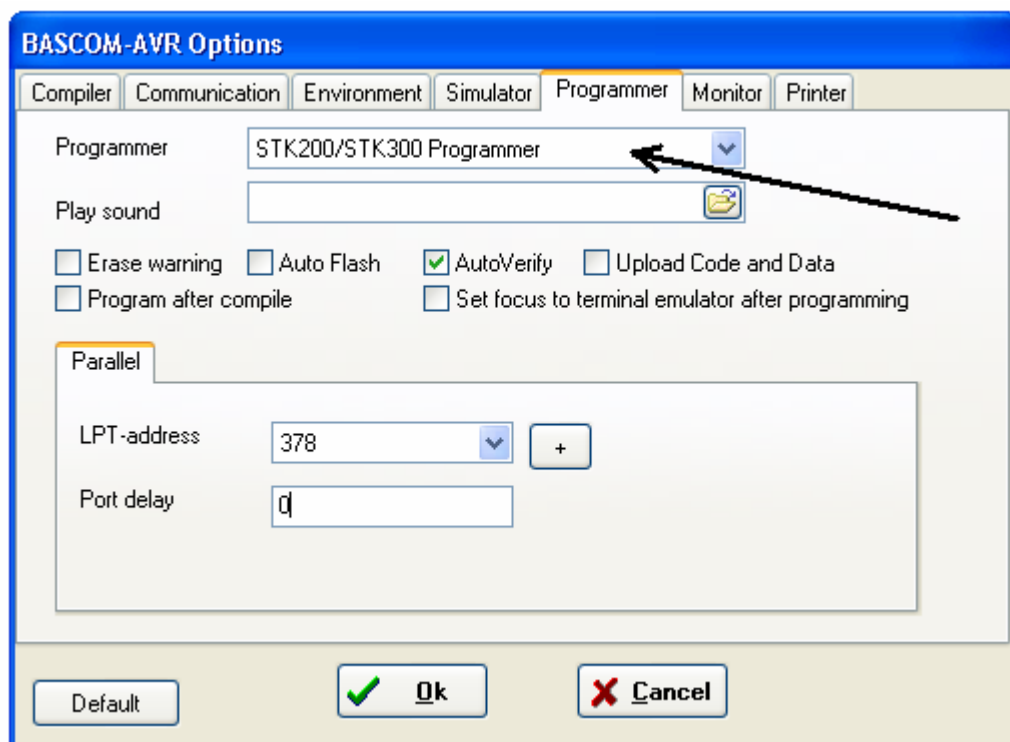 BASCOM-AVR Options
Compiler Communication Environment Simulator Programmer Monitor Printer
Programmer STK200/STK300 Programmer
Play sound
Erase warning Auto Flash AutoVerify Upload Code and Data
Program after compile Set focus to terminal emulator after programming
Parallel
LPT-address 378 +
Port delay 0
Default Ok Cancel